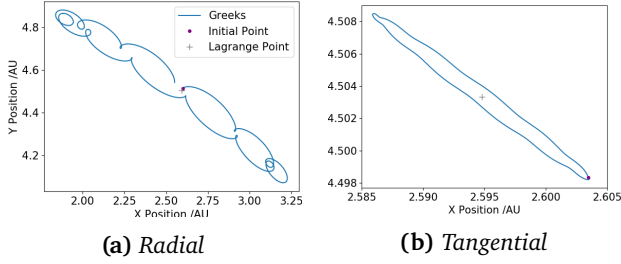 4.8
4.6
4.4
4.2
Y Position /AU
Greeks
Initial Point
Lagrange Point
2.00
2.25
2.50
2.75
3.00
3.25
X Position /AU
(a) Radial
4.508
4.506
4.504
4.502
4.500
4.498
2.585
2.590
2.595
2.600
2.605
X Position /AU
(b) Tangential